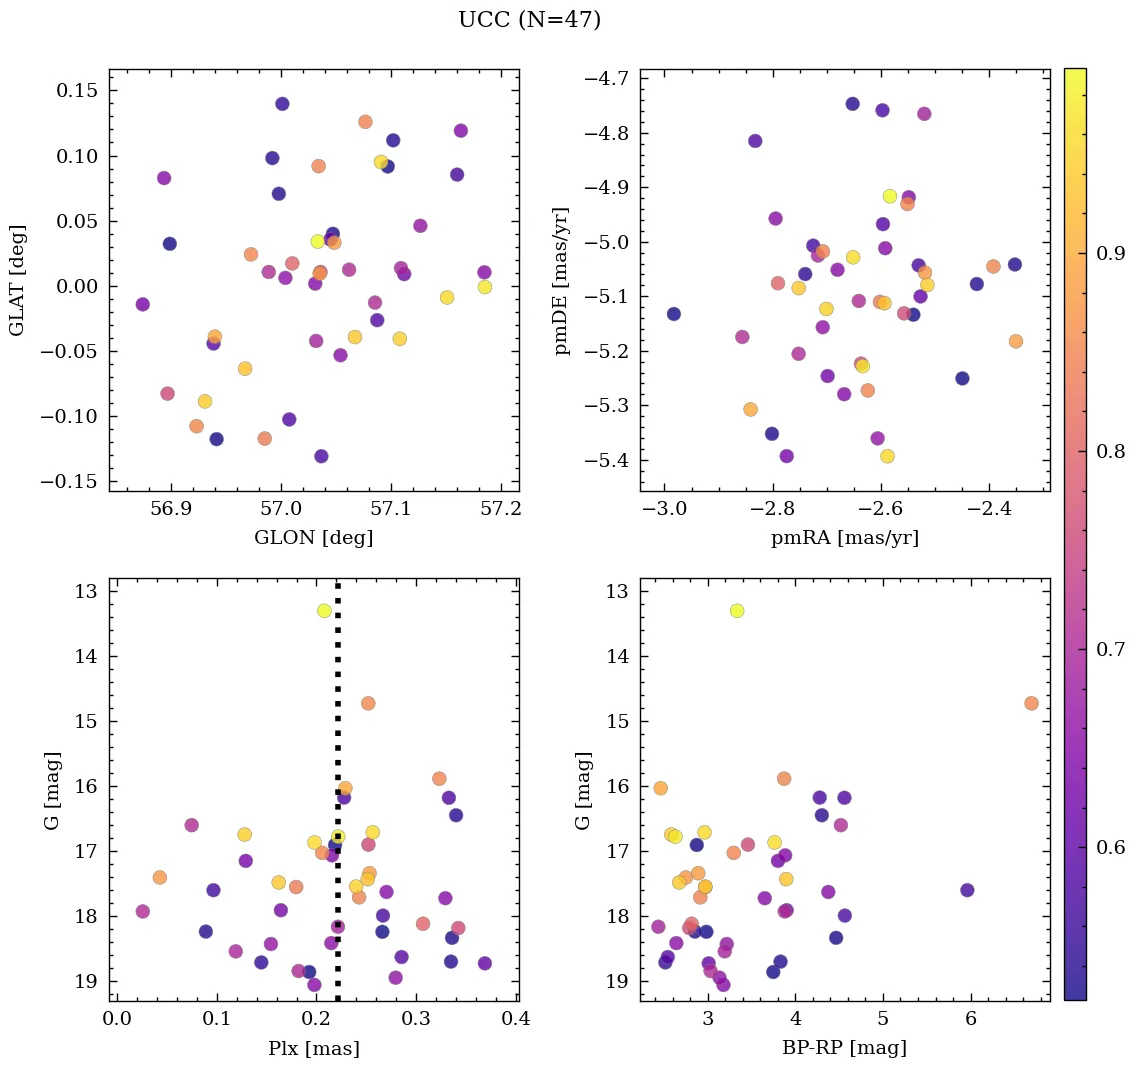 UCC (N=47)
0.15
0.10
0.05
0.00
−0.05
−0.10
−0.15
GLAT [deg]
56.9 57.0 57.1 57.2
GLON [deg]
−4.7
−4.8
−4.9
−5.0
−5.1
−5.2
−5.3
−5.4
pmDE [mas/yr]
−3.0 −2.8 −2.6 −2.4
pmRA [mas/yr]
13
14
15
16
17
18
19
G [mag]
0.0 0.1 0.2 0.3 0.4
Plx [mas]
13
14
15
16
17
18
19
G [mag]
3 4 5 6
BP-RP [mag]
0.9
0.8
0.7
0.6